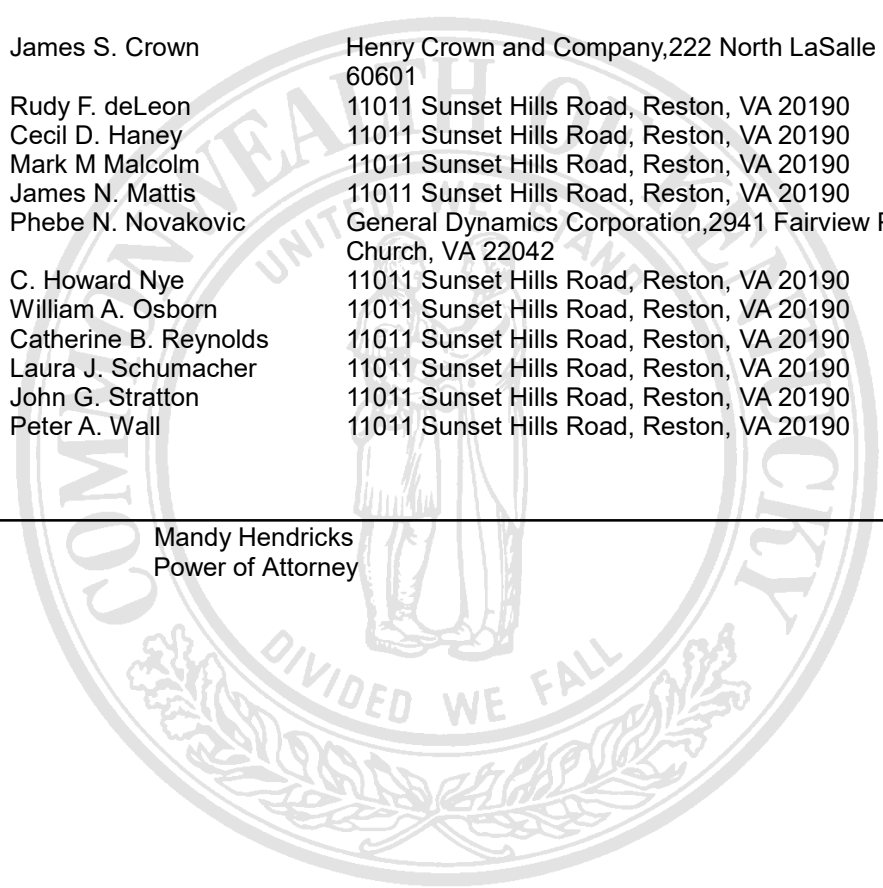 James S. Crown Henry Crown and Company,222 North LaSalle
60601
Rudy F. deLeon 11011 Sunset Hills Road, Reston, VA 20190
Cecil D. Haney 11011 Sunset Hills Road, Reston, VA 20190
Mark M Malcolm 11011 Sunset Hills Road, Reston, VA 20190
James N. Mattis 11011 Sunset Hills Road, Reston, VA 20190
Phebe N. Novakovic General Dynamics Corporation,2941 Fairview
Church, VA 22042
C. Howard Nye 11011 Sunset Hills Road, Reston, VA 20190
William A. Osborn 11011 Sunset Hills Road, Reston, VA 20190
Catherine B. Reynolds 11011 Sunset Hills Road, Reston, VA 20190
Laura J. Schumacher 11011 Sunset Hills Road, Reston, VA 20190
John G. Stratton 11011 Sunset Hills Road, Reston, VA 20190
Peter A. Wall 11011 Sunset Hills Road, Reston, VA 20190
Mandy Hendricks
Power of Attorney
COMMONWEALTH OF KENTUCKY
UNITED WE STAND
DIVIDED WE FALL